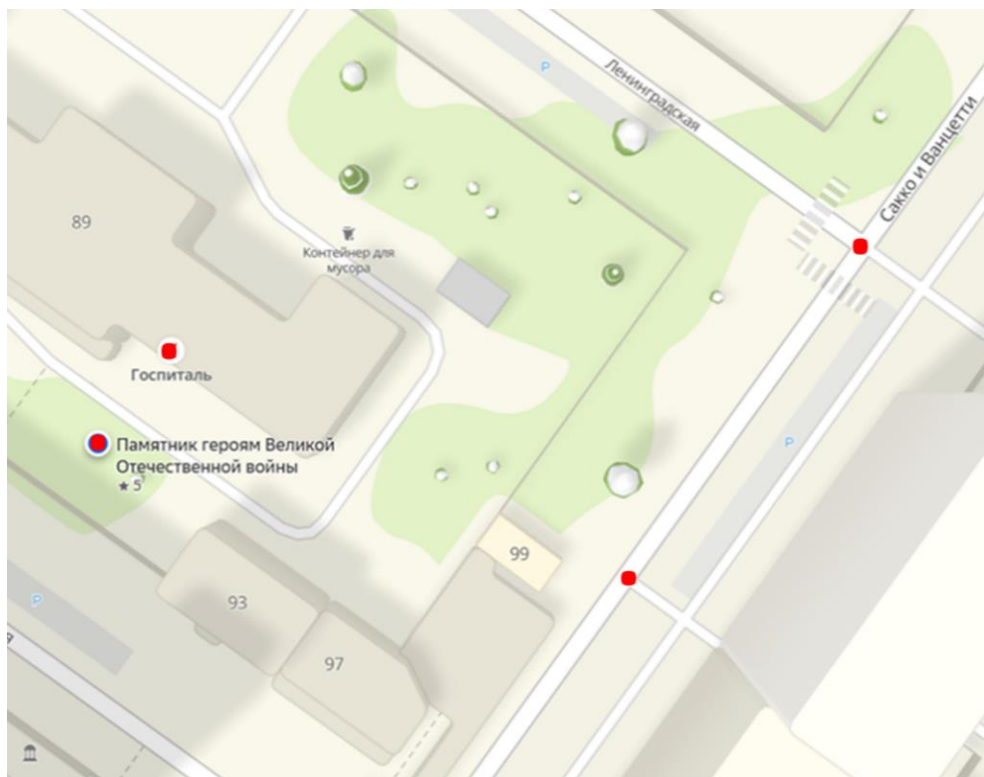 P
Ленинградская
Сакко и Ванцетти
89
Контейнер для
мусора
Госпиталь
Памятник героям Великой
Отечественной войны
★ 5
P
99
P
93
97